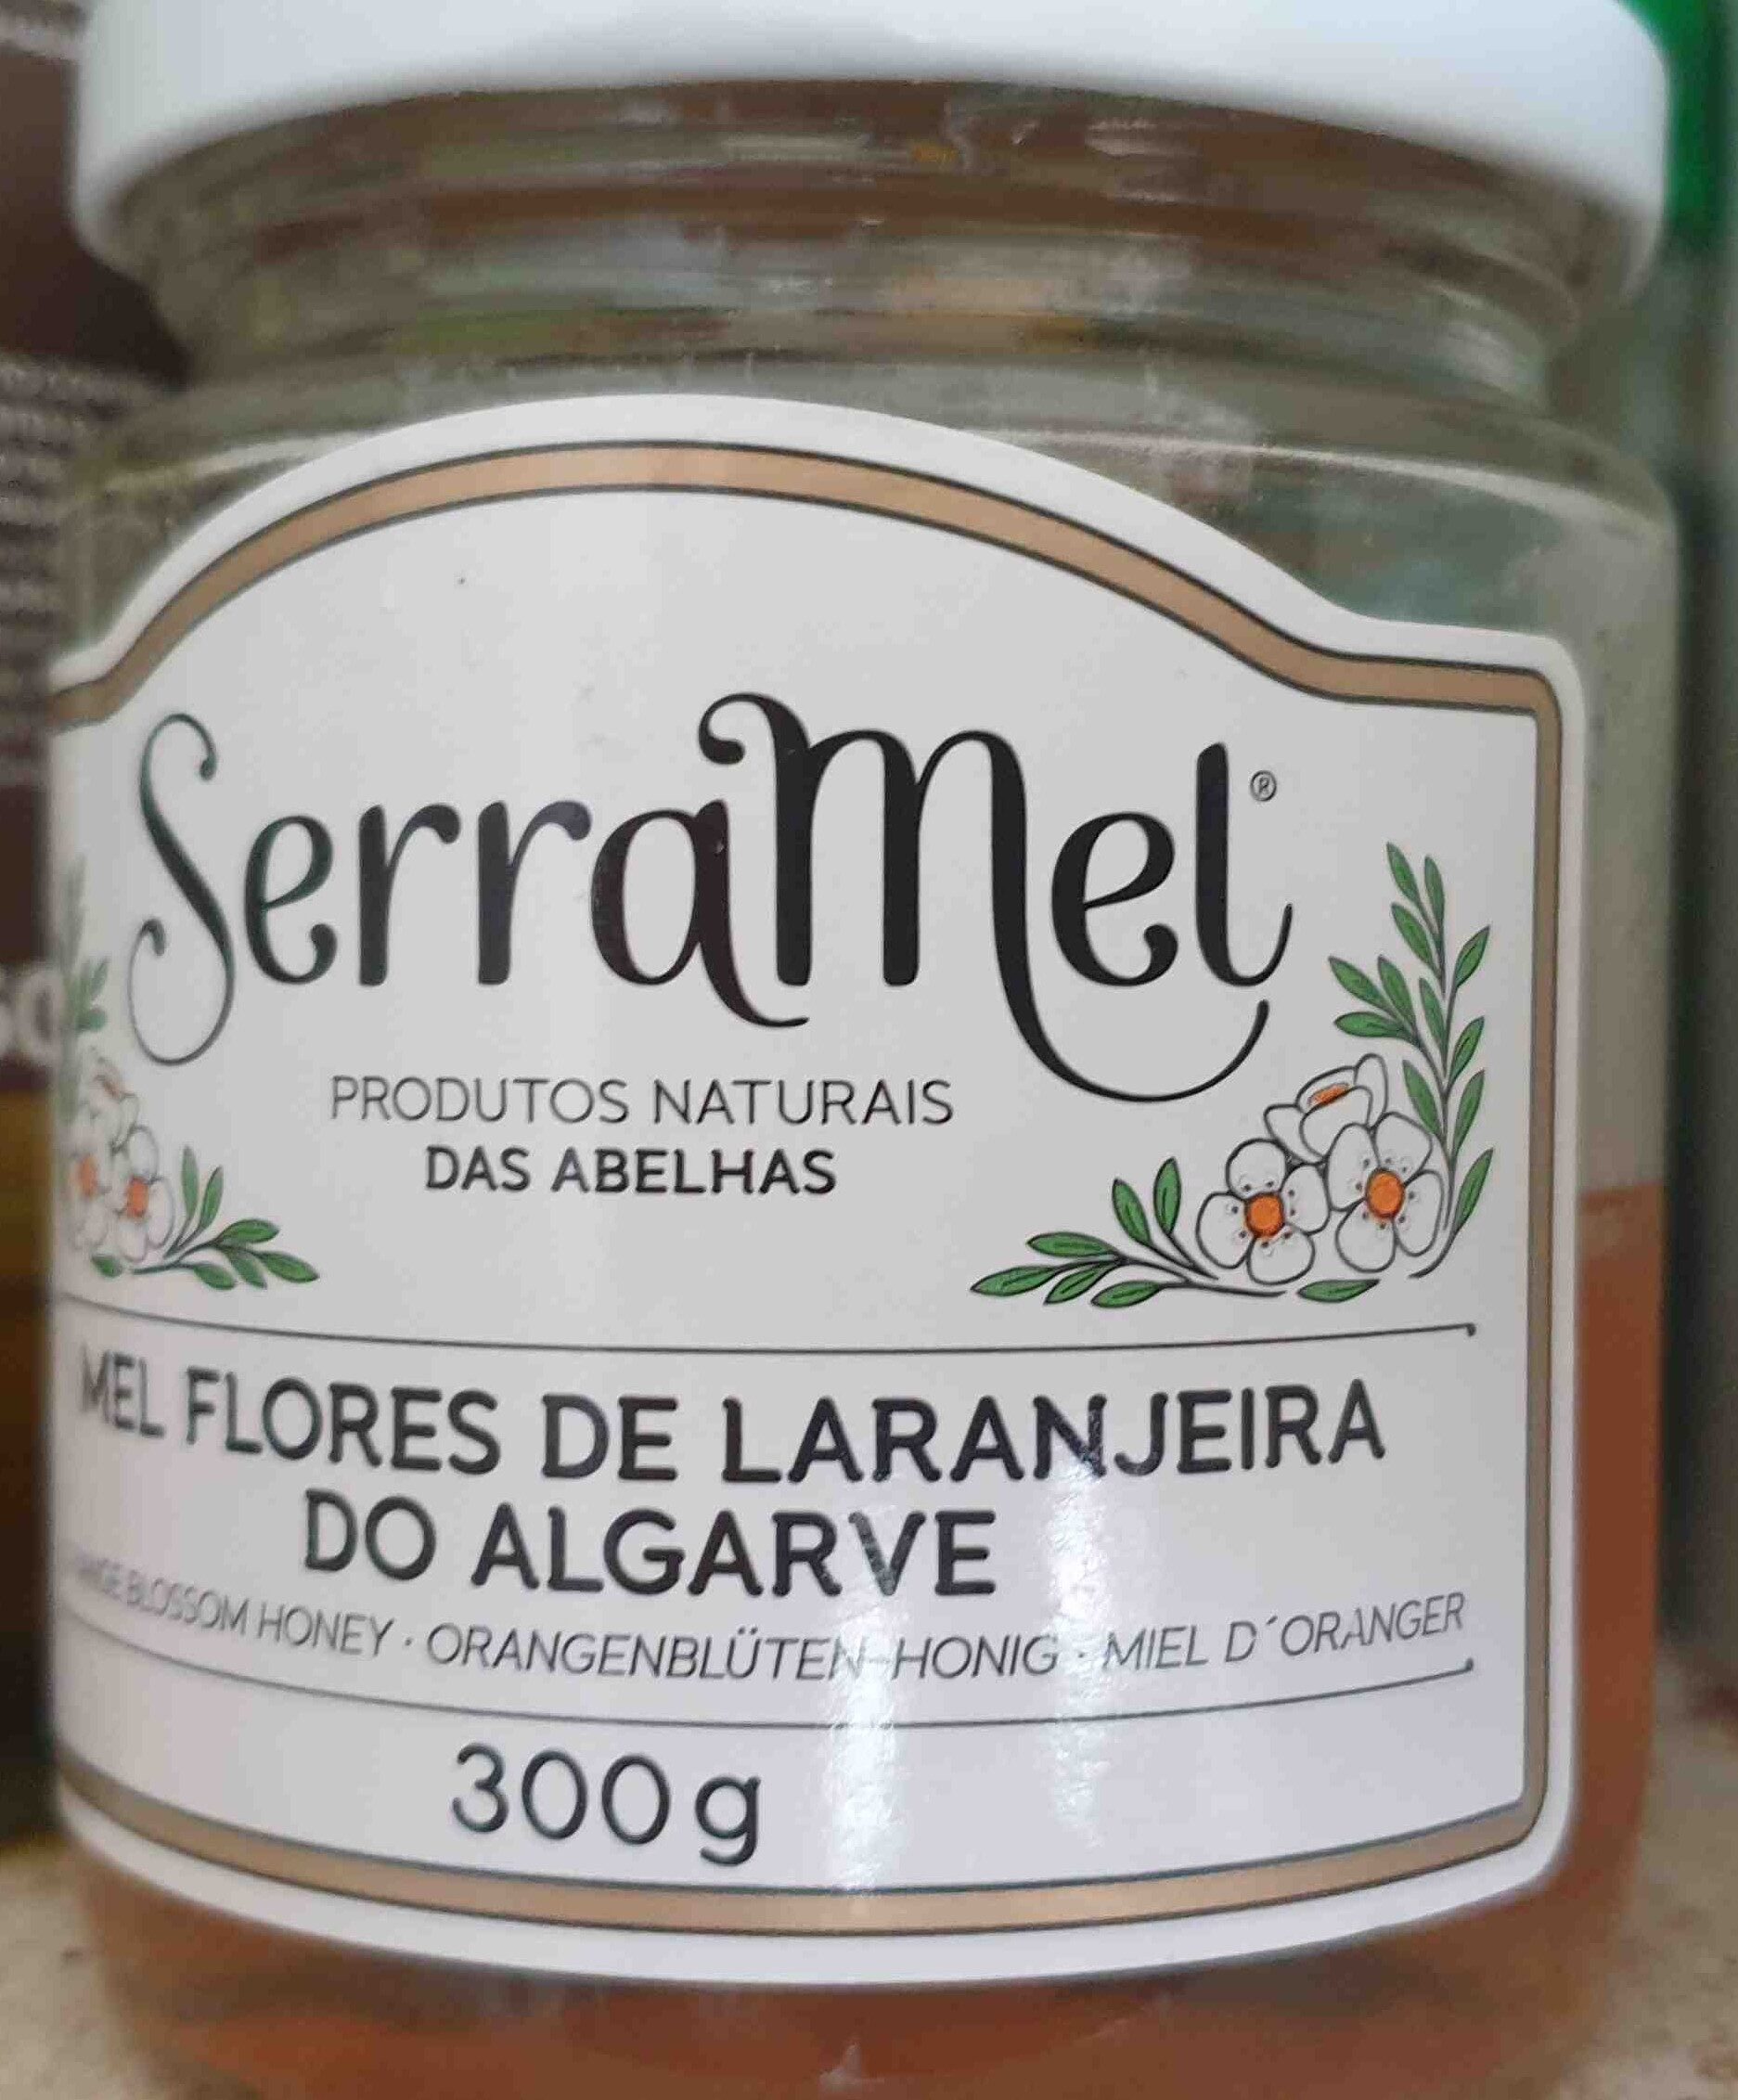 SerraMel®
PRODUTOS NATURAIS
DAS ABELHAS
MEL FLORES DE LARANJEIRA
DO ALGARVE
BLOSSOM HONEY · ORANGENBLÜTEN-HONIG · MIEL D´ORANGER
300g